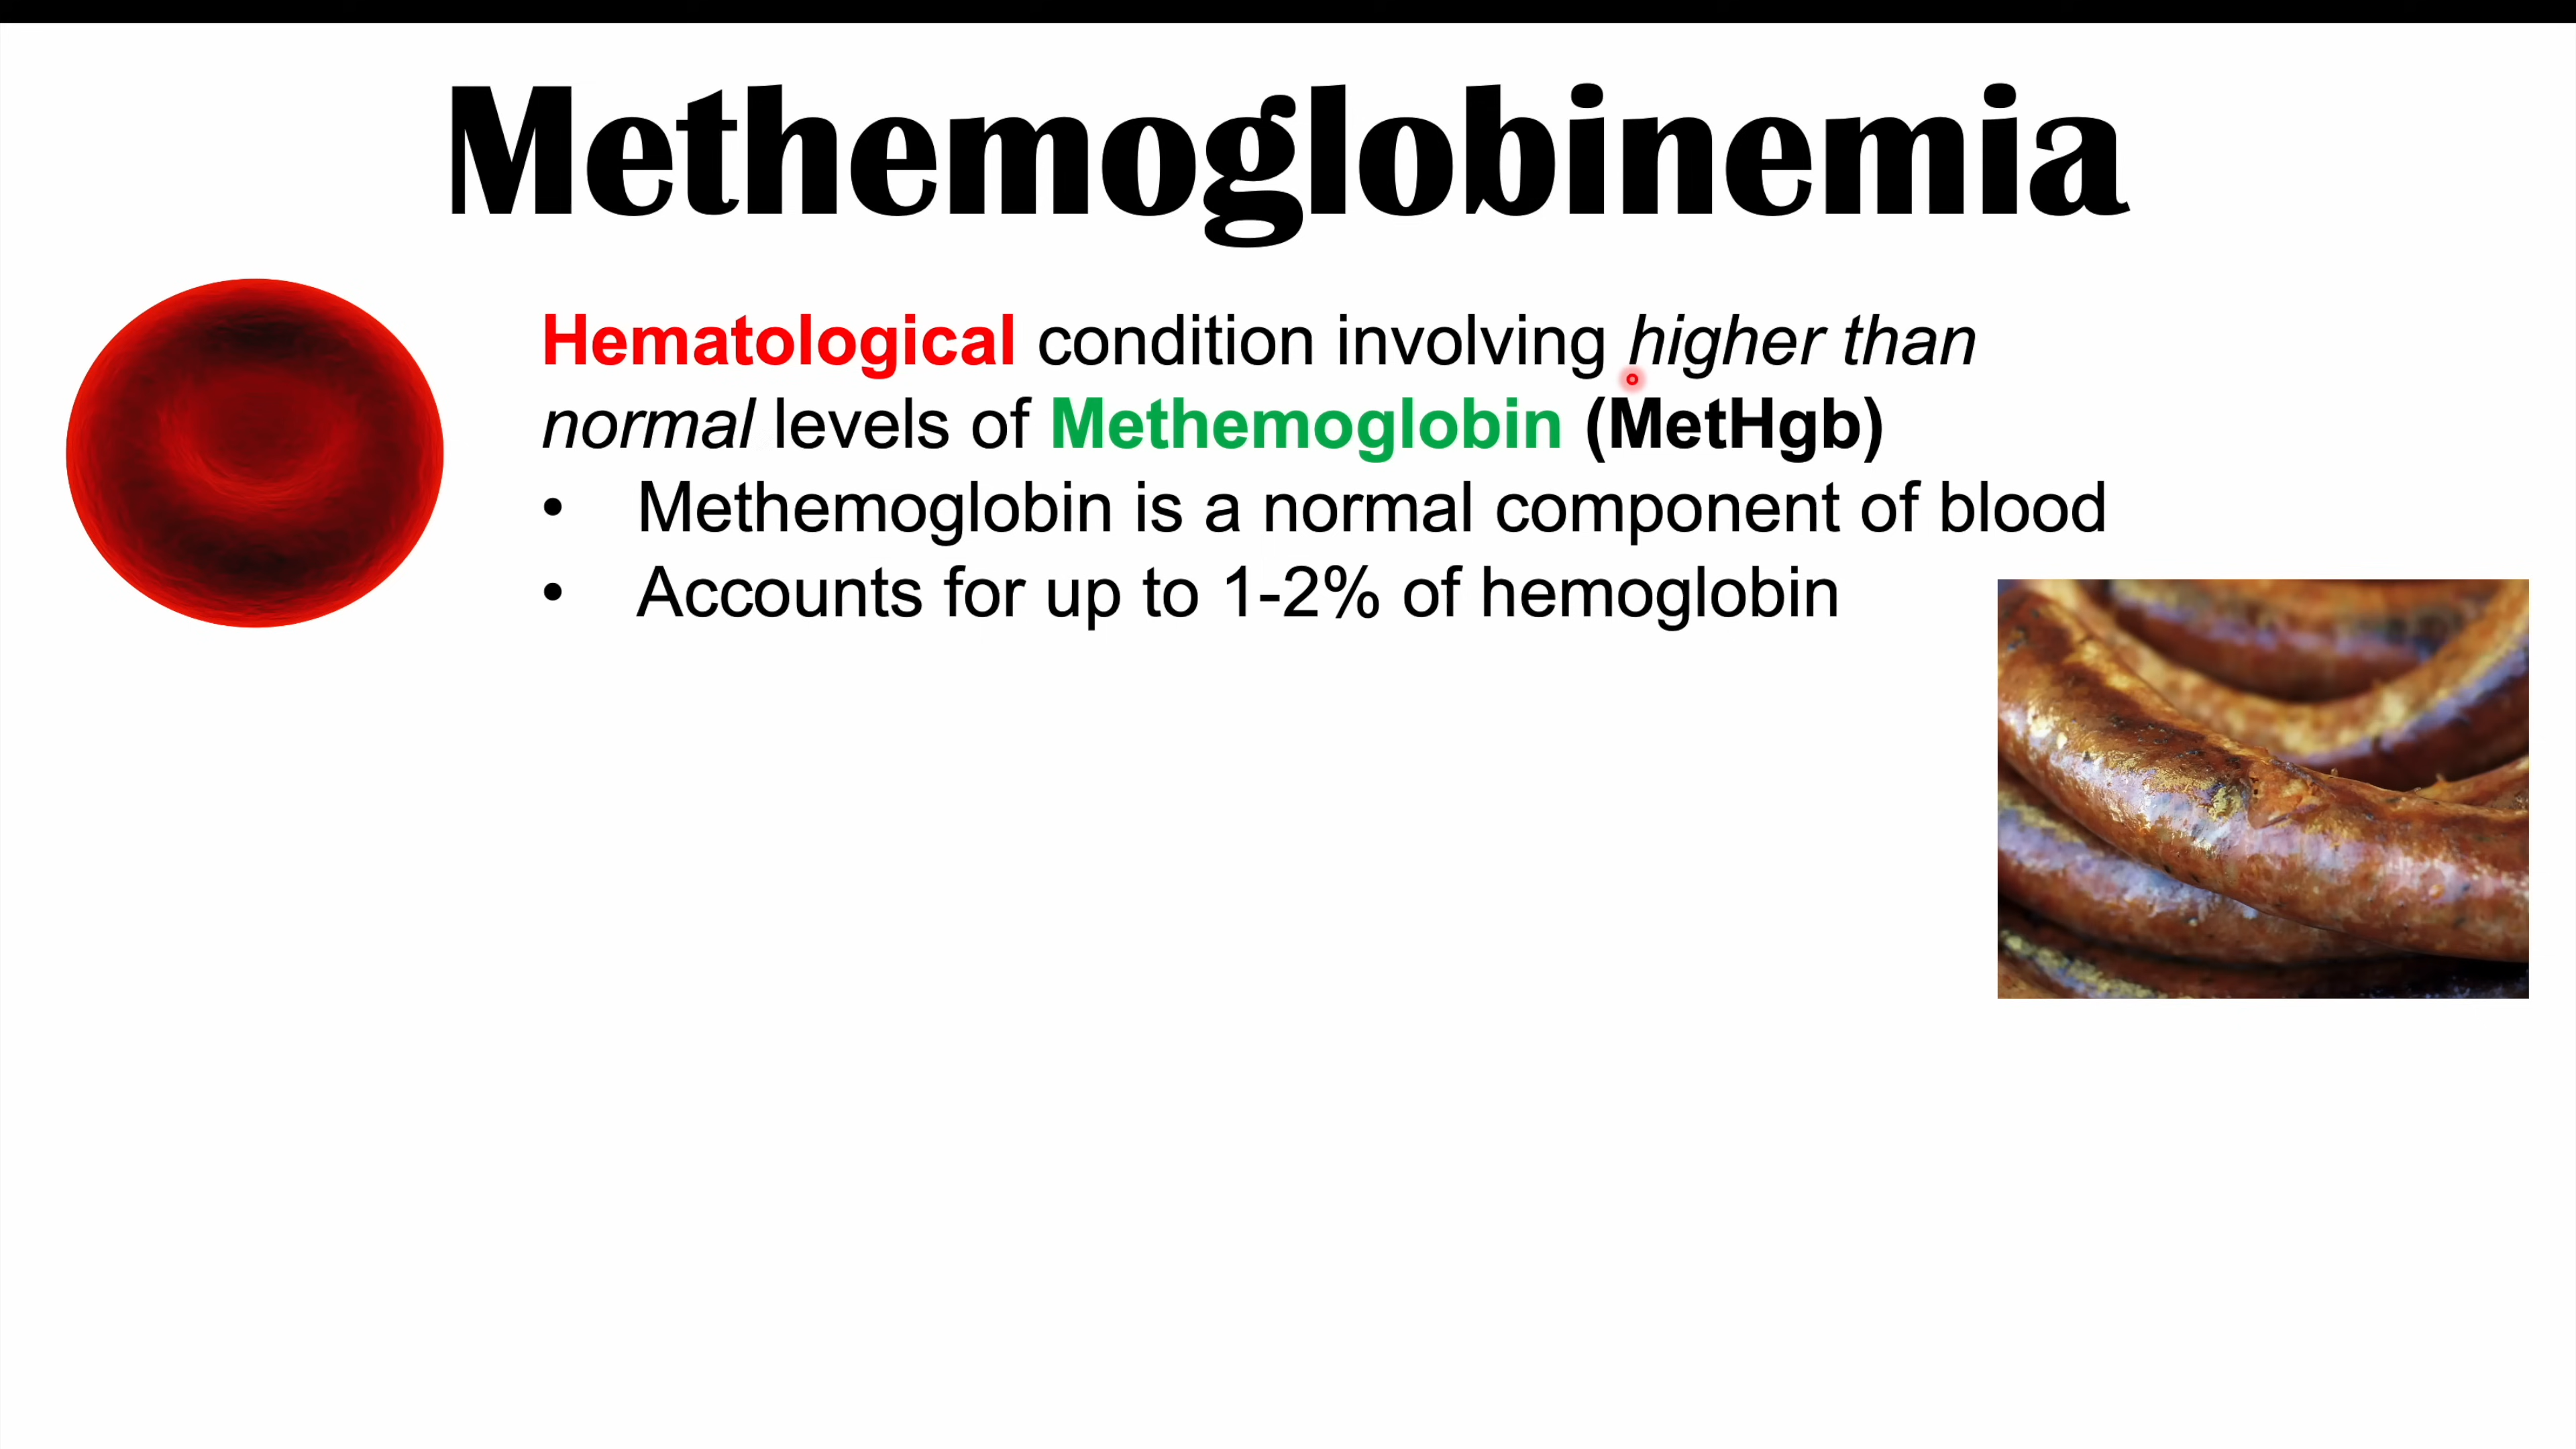 Methemoglobinemia
Hematological condition involving higher than
normal levels of Methemoglobin (MetHgb)
• Methemoglobin is a normal component of blood
• Accounts for up to 1-2% of hemoglobin